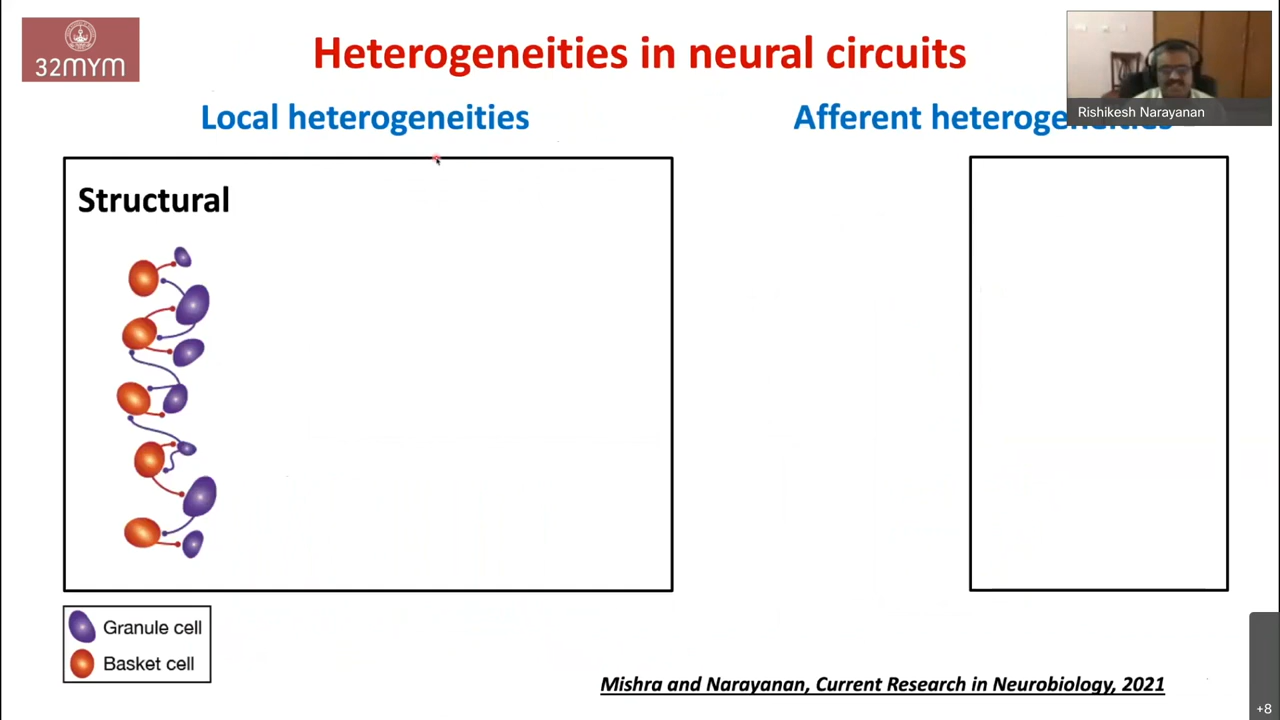 32MYM
Heterogeneities in neural circuits
Rishikesh Narayanan
Local heterogeneities
Afferent heterogeneities
Structural
Granule cell
Basket cell
Mishra and Narayanan, Current Research in Neurobiology, 2021
+8